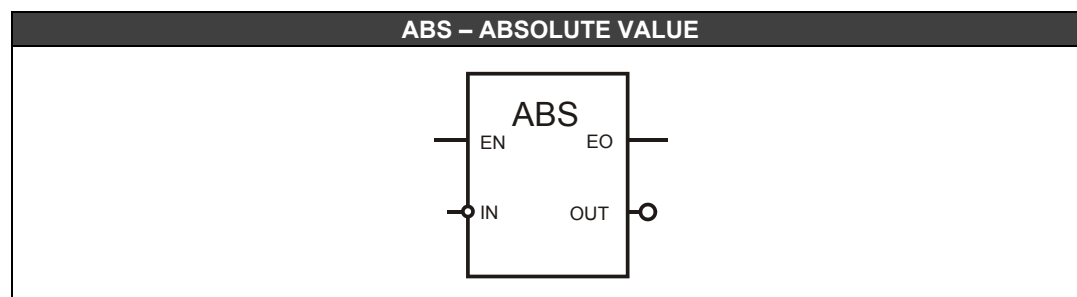 ABS – ABSOLUTE VALUE
ABS
EN EO
IN OUT